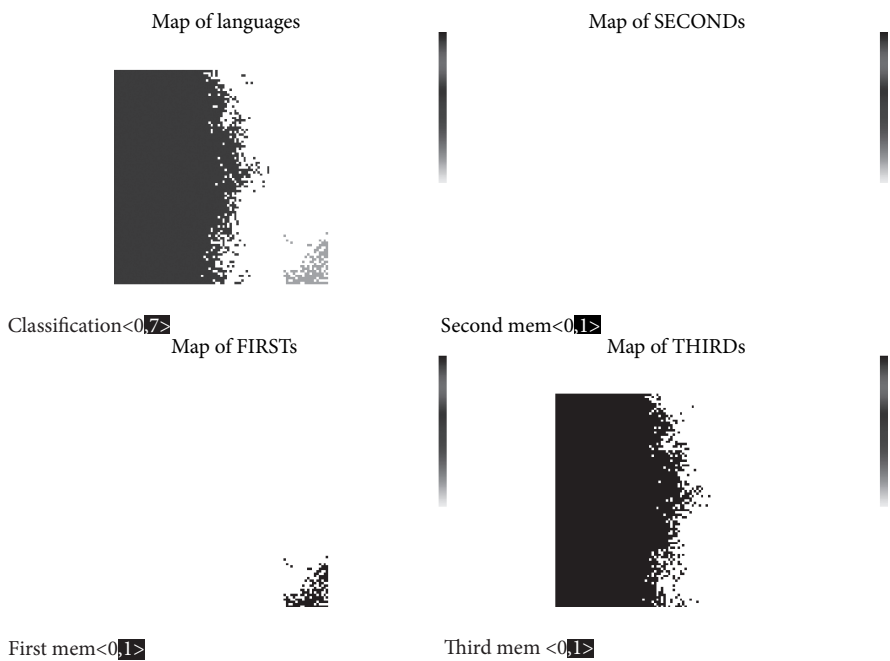 Map of languages
Map of SECONDs
Classification<0,7>
Second mem<0,1>
Map of FIRSTs
Map of THIRDs
First mem<0,1>
Third mem <0,1>